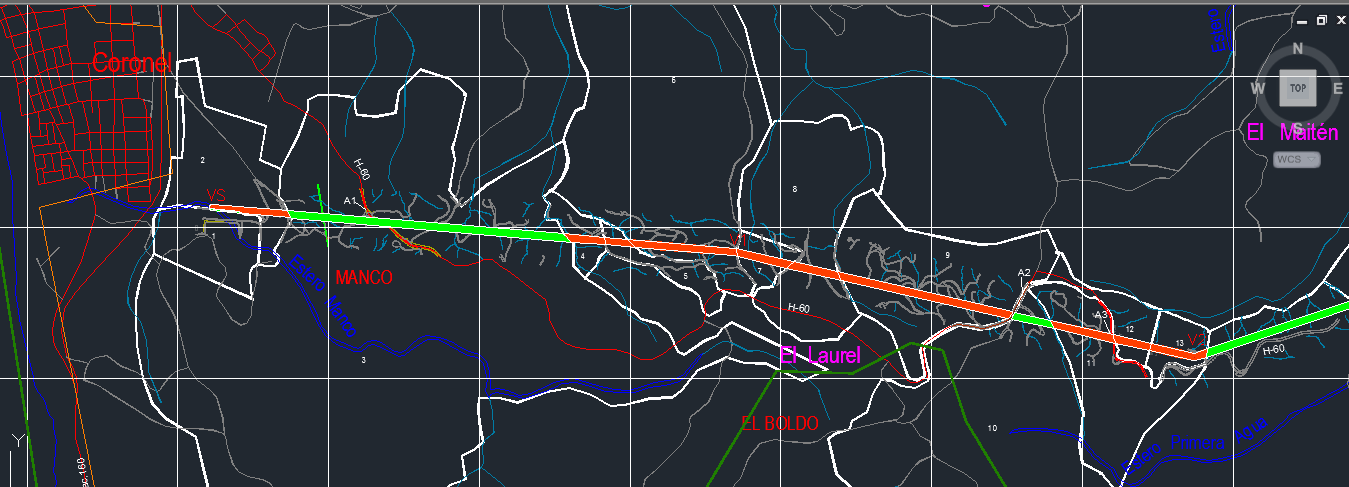 Coronel
2
VS
1
H-60
A1
MANCO
Estero Manco
3
6
4
5
7
8
H-60
El Laurel
EL BOLDO
9
A2
A3
12
11
13
H-60
10
Estero Primera Agua
El Maitén
N
W
TOP
E
S
WCS
Y